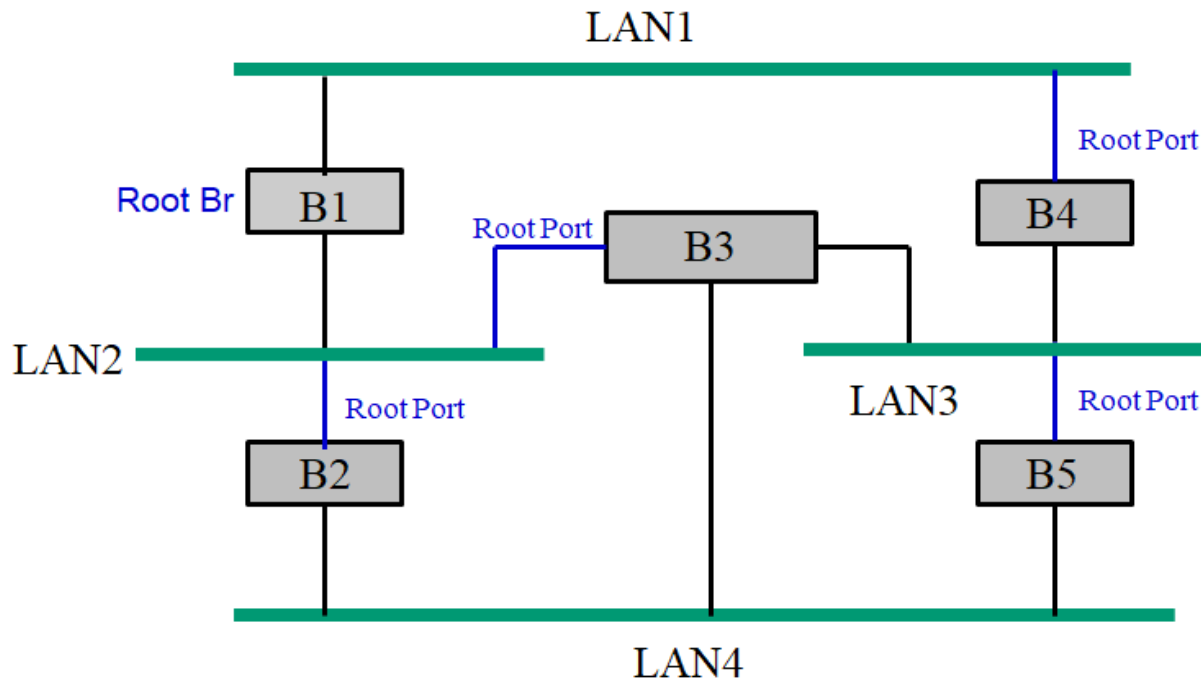 LAN1
Root Port
Root Br
B1
B4
Root Port
B3
LAN2
Root Port
LAN3
Root Port
B2
B5
LAN4